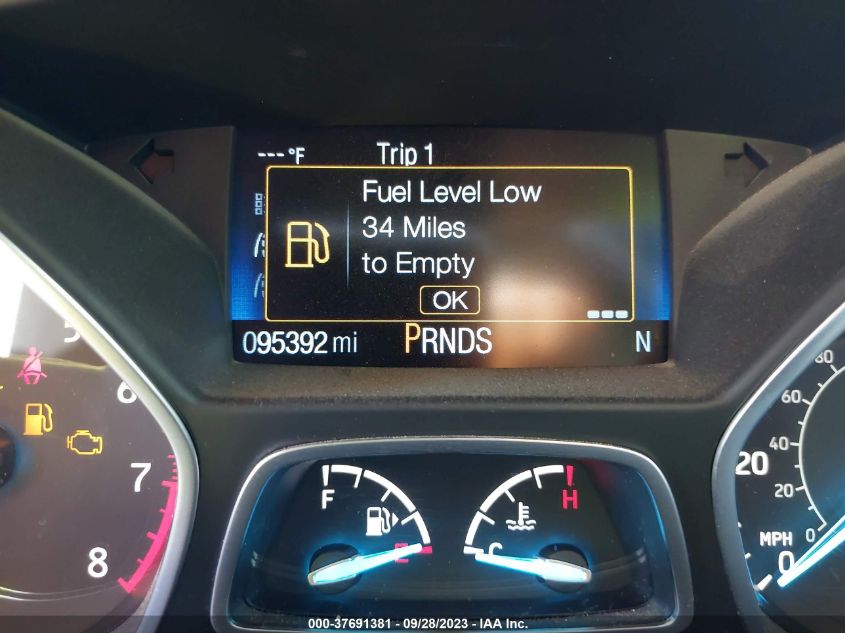 ---°F Trip 1
Fuel Level Low
34 Miles
to Empty
OK
095392 mi PRNDS N
5
6
7
8
F
E
H
C
80
60
40
20
0
20
0
MPH
000-37691381 - 09/28/2023 - IAA Inc.